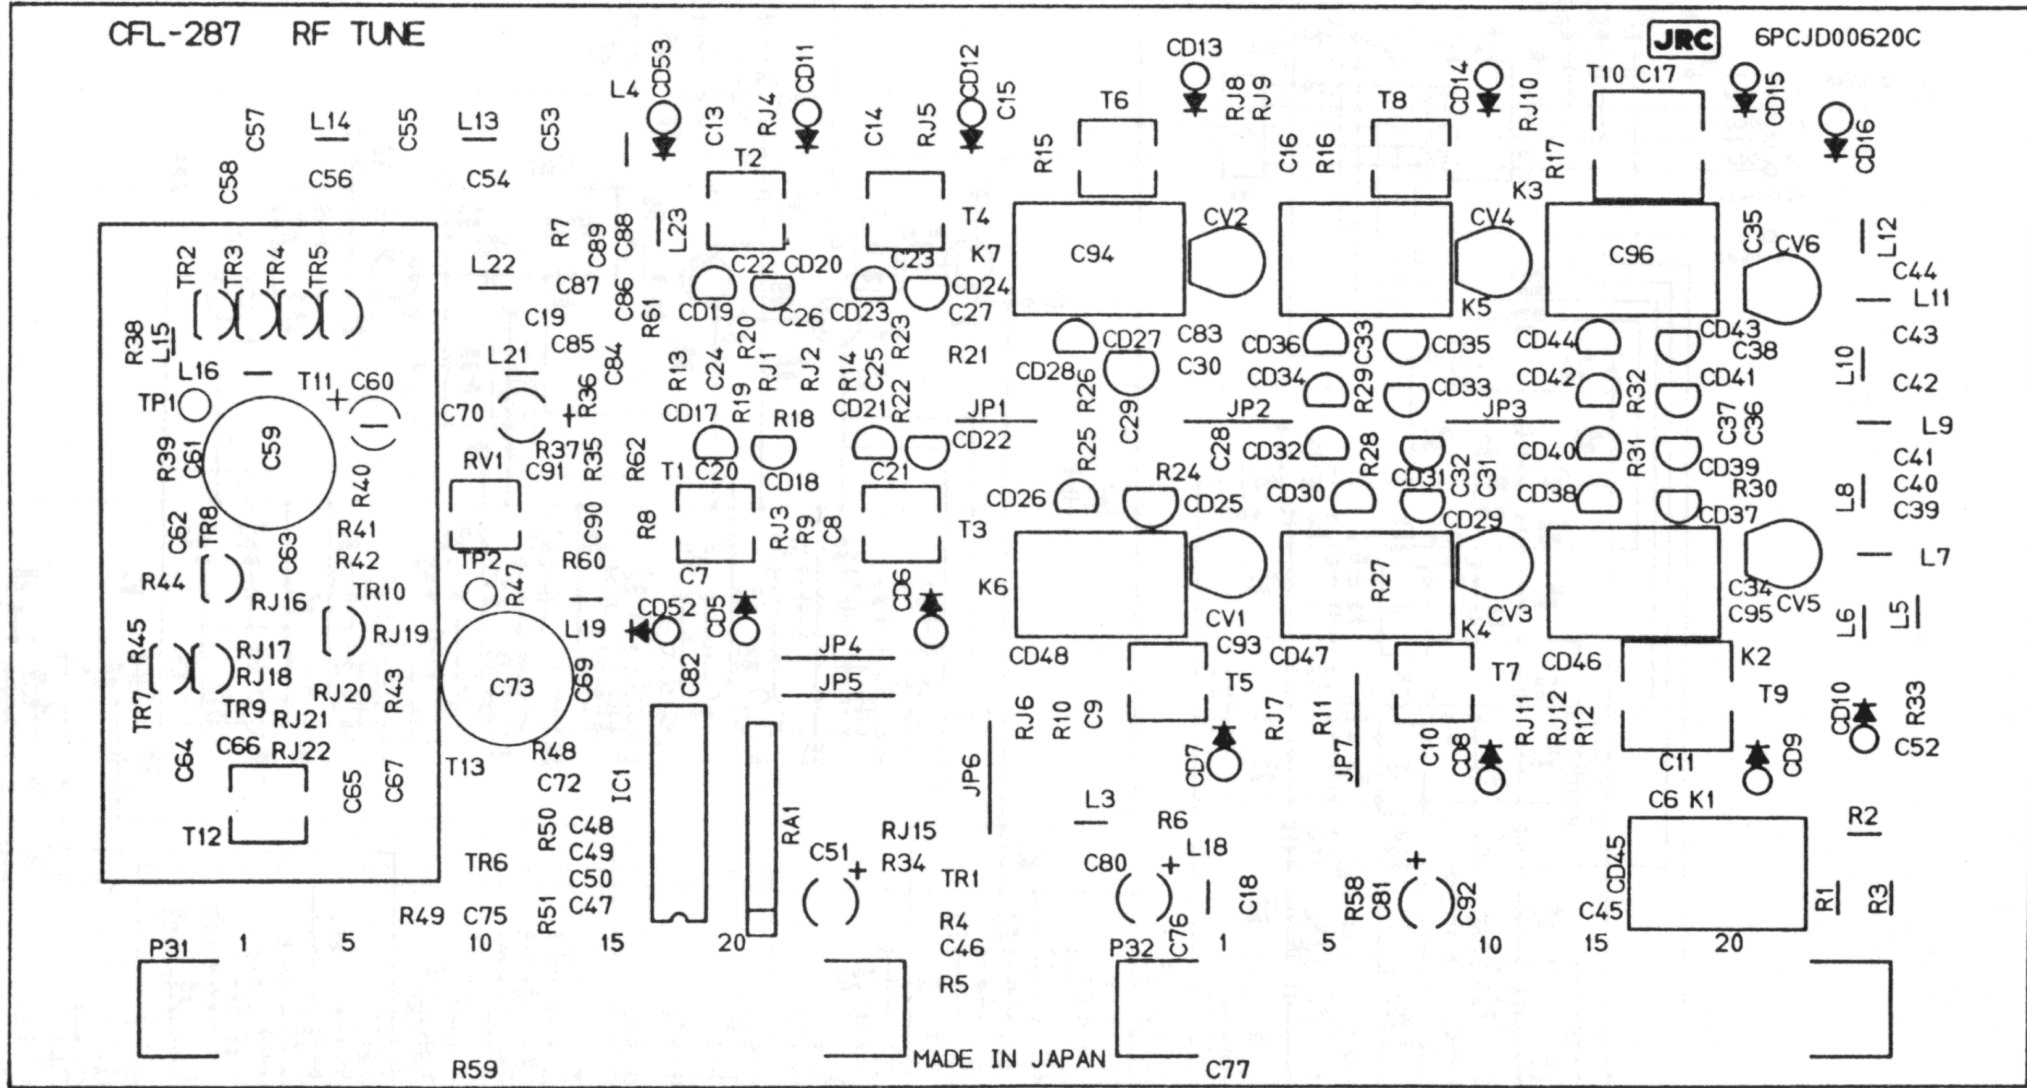 CFL-287 RF TUNE
JRC 6PCJD00620C
C57 L14 C55 L13 C53 L4 CD53 C13 RJ4 CD11 C14 RJ5 CD12 C15 T6 CD13 RJ8 RJ9 T8 CD14 RJ10 T10 C17 CD15 CD16
C58 C56 C54 T2 R15 C16 R16 R17 K3
R7 C89 C88 L23 T4 K7 C94 CV2 CV4 C96 C35 CV6 L12
TR2 TR3 TR4 TR5 L22 C87 C86 R61 C22 CD20 C23 CD24 C44
CD19 C26 CD23 C27 K5 L11
R38 L15 C19 C85 R20 R23 R21 CD27 C83 CD36 C33 CD35 CD44 CD43 C38 C43
L16 T11 C60 L21 C84 R13 C24 RJ1 RJ2 R14 C25 CD28 C30 CD34 CD33 CD42 CD41 L10 C42
TP1 C70 R36 R19 R22 R26 R29 R32
CD17 R18 CD21 JP1 C29 JP2 JP3 C37 C36 L9
R39 C61 C59 R37 R35 R62 CD22 R25 C28 CD32 R28 CD40 R31 C41
R40 RV1 C91 T1 C20 CD18 C21 R24 CD31 C32 C31 CD39
CD26 CD25 CD30 CD38 R30 L8 C40
C62 TR8 R41 C90 R8 RJ3 R9 C8 T3 CD29 CD37 C39
C63 R42 TP2 R60 L7
R44 TR10 R47 C7 CD6 K6 R27 C34
RJ16 CD52 CD5 CV1 CV3 C95 CV5 L6 L5
R45 RJ17 RJ19 L19 JP4 C93 K4
RJ18 C73 C69 C82 JP5 CD48 T5 CD47 T7 CD46 K2
TR7 TR9 RJ20 R43 T9 CD10 R33
RJ21 RJ6 R10 C9 RJ7 R11 RJ11 RJ12 R12
C64 C66 RJ22 T13 R48 JP6 CD7 JP7 C10 CD8 C11 CD9 C52
C65 C67 C72 IC1 L3 C6 K1
T12 R50 C48 RA1 RJ15 R6 R2
TR6 C49 C51 R34 C80 L18
C50 TR1 C18 R58 C81 C92 CD45 R1 R3
R49 C75 R51 C47 R4 C45
P31 1 5 10 15 20 C46 P32 C76 1 5 10 15 20
R5
MADE IN JAPAN
R59 C77